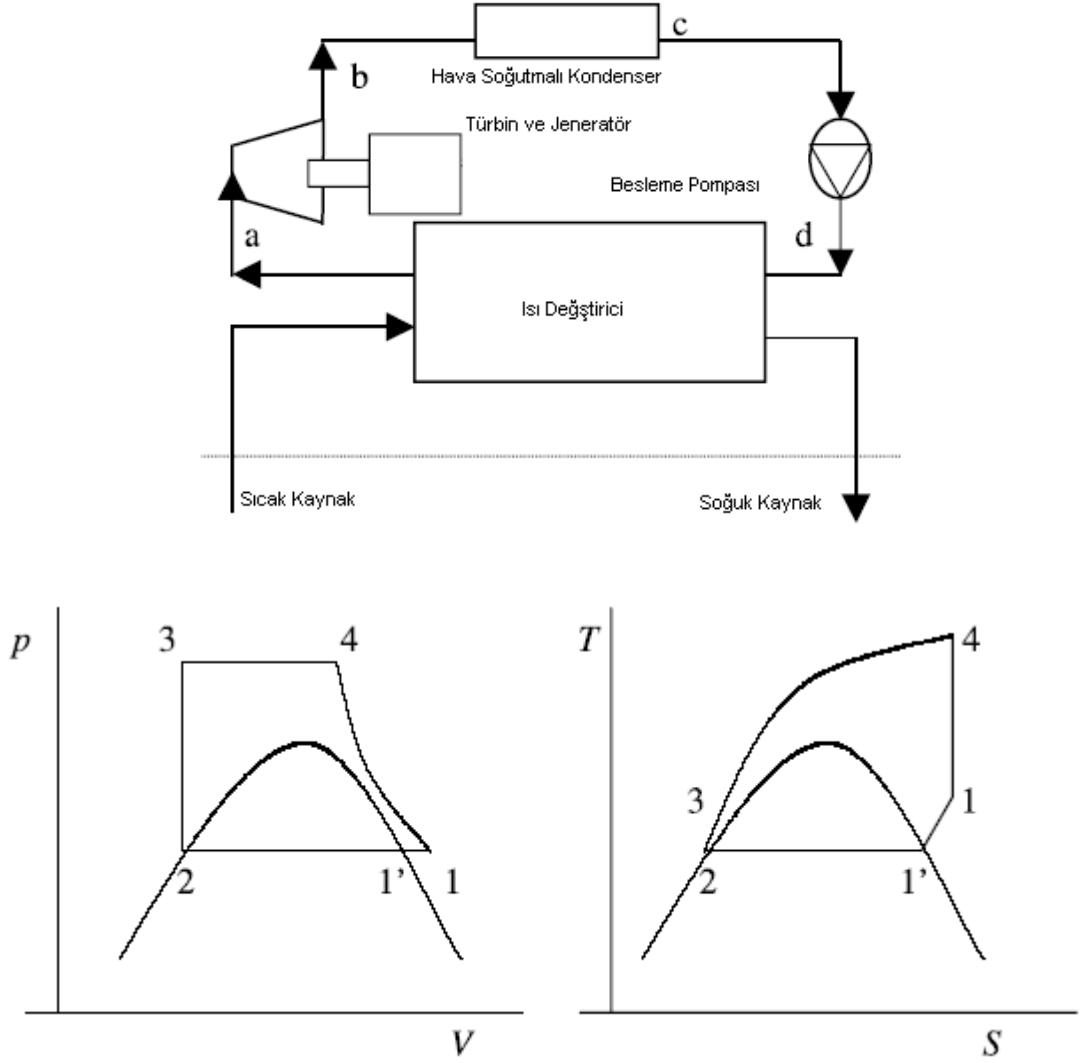 c
b
Hava Soğutmalı Kondenser
Türbin ve Jeneratör
Besleme Pompası
a
d
Isı Değştirici
Sıcak Kaynak
Soğuk Kaynak
p
3
4
2
1’
1
V
T
4
3
1
2
1’
S